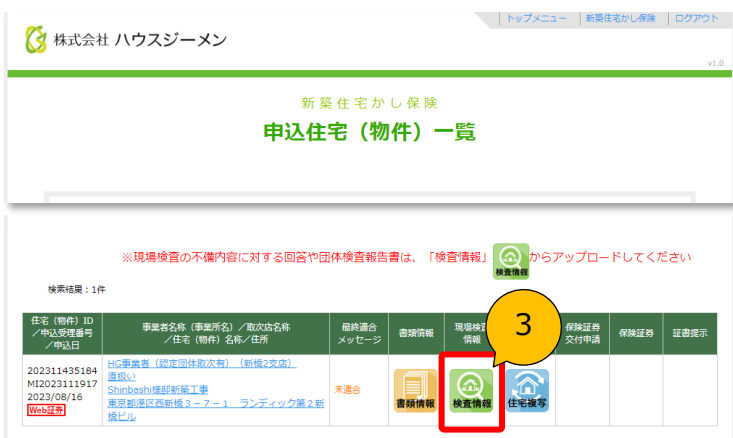 トップメニュー 新築住宅かし保険 ログアウト
株式会社 ハウスジーメン
v1.0
新築住宅かし保険
申込住宅（物件）一覧
※現場検査の不備内容に対する回答や団体検査報告書は、「検査情報」 検査情報 からアップロードしてください
検索結果：1件
3
住宅（物件）ID
／申込受理番号
／申込日
事業者名称（事業所名）／取次店名称
／住宅（物件）名称／住所
最終適合
メッセージ
書類情報
現場検査
情報
保険証券
交付申請
保険証券
証書提示
202311435184
MI2023111917
2023/08/16
Web証券
HG事業者（認定団体取次有）（新橋2支店）
直扱い
Shinbashi様邸新築工事
東京都港区西新橋３－７－１ ランディック第２新
橋ビル
未適合
書類情報
検査情報
住宅複写